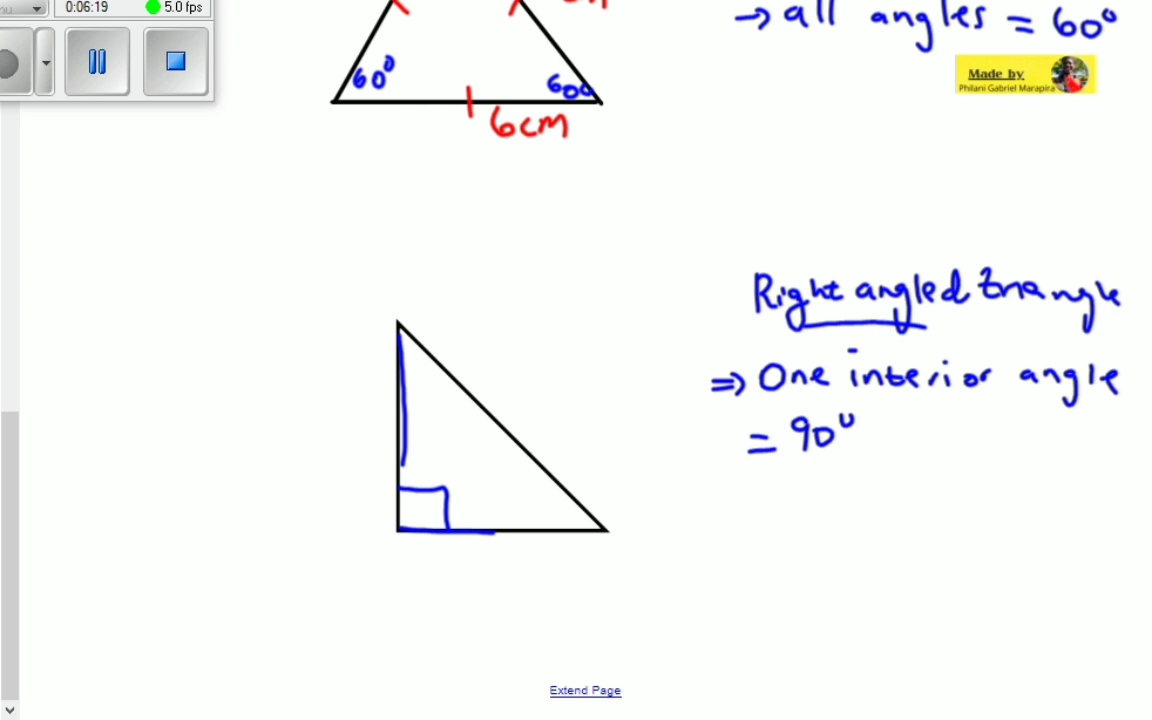 0:06:19 5.0 fps
→ all angles = 60°
60° 60°
6cm
Made by
Philani Gabriel Marapira
Right angled triangle
⇒ One interior angle
= 90°
Extend Page